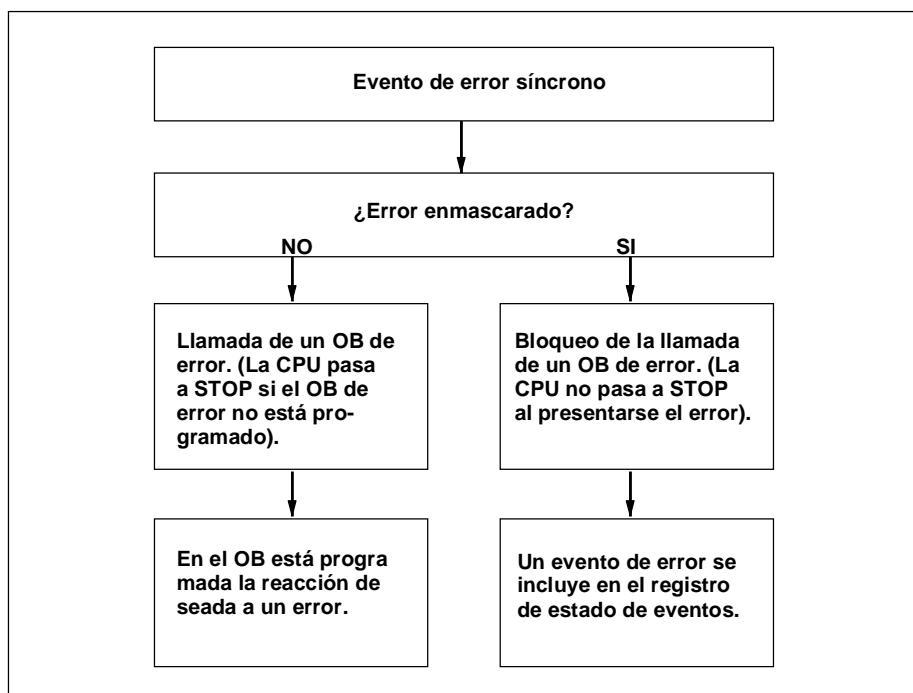 Evento de error síncrono
¿Error enmascarado?
NO
SI
Llamada de un OB de
error. (La CPU pasa
a STOP si el OB de
error no está pro-
gramado).
Bloqueo de la llamada
de un OB de error. (La
CPU no pasa a STOP
al presentarse el error).
En el OB está progra
mada la reacción de
seada a un error.
Un evento de error se
incluye en el registro
de estado de eventos.